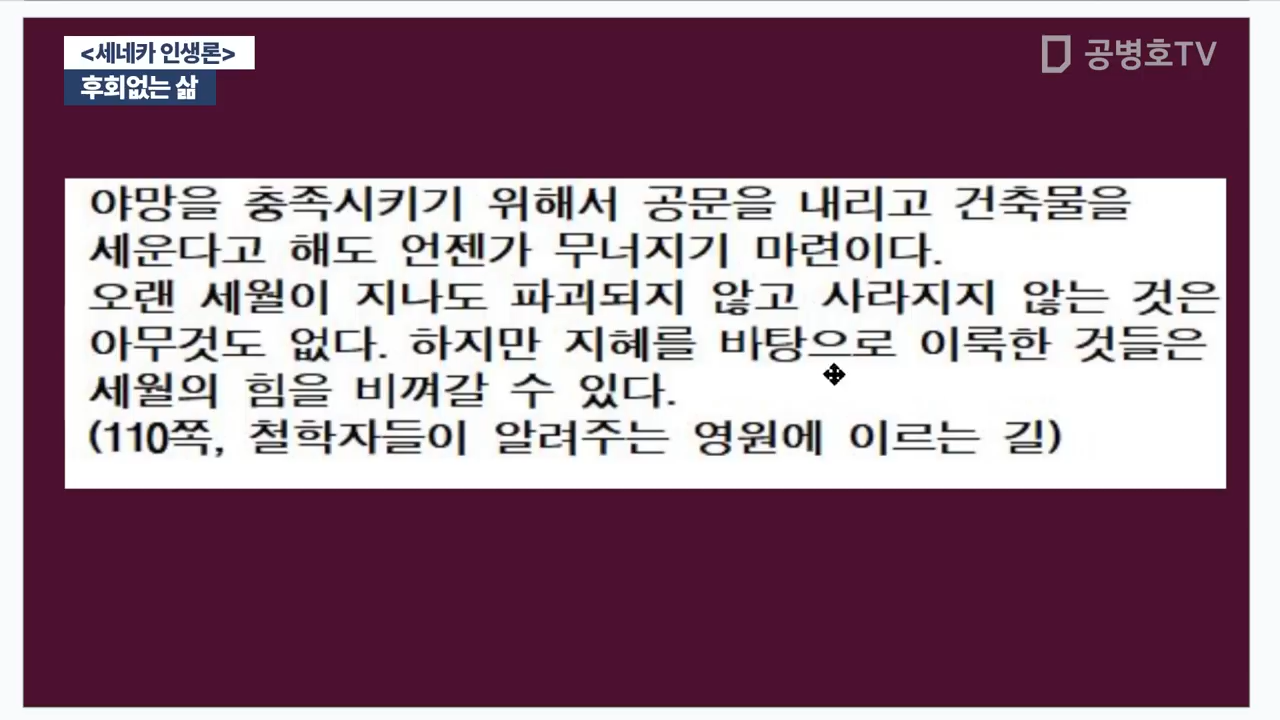 <세네카 인생론>
후회없는 삶
공병호TV
야망을 충족시키기 위해서 공문을 내리고 건축물을
세운다고 해도 언젠가 무너지기 마련이다.
오랜 세월이 지나도 파괴되지 않고 사라지지 않는 것은
아무것도 없다. 하지만 지혜를 바탕으로 이룩한 것들은
세월의 힘을 비껴갈 수 있다.
(110쪽, 철학자들이 알려주는 영원에 이르는 길)